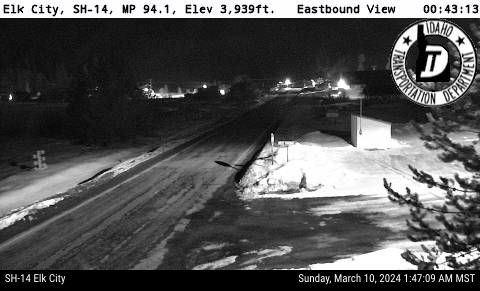 Elk City, SH-14, MP 94.1, Elev 3,939ft. Eastbound View 00:43:13
IDAHO
TRANSPORTATION DEPARTMENT
SH-14 Elk City Sunday, March 10, 2024 1:47:09 AM MST